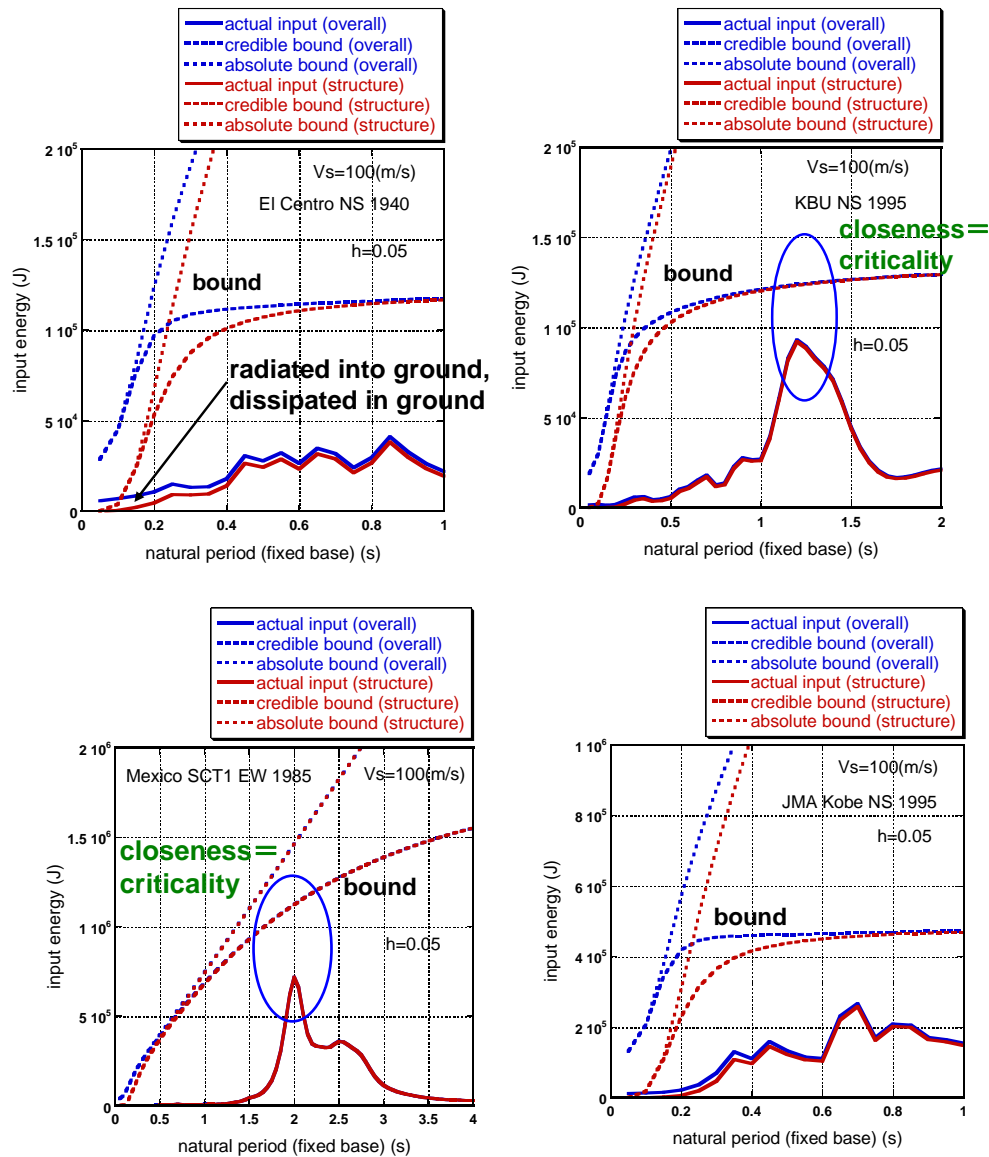 actual input (overall)
credible bound (overall)
absolute bound (overall)
actual input (structure)
credible bound (structure)
absolute bound (structure)
2 10⁵
1.5 10⁵
1 10⁵
5 10⁴
0
input energy (J)
Vs=100(m/s)
El Centro NS 1940
h=0.05
bound
radiated into ground,
dissipated in ground
0 0.2 0.4 0.6 0.8 1
natural period (fixed base) (s)
actual input (overall)
credible bound (overall)
absolute bound (overall)
actual input (structure)
credible bound (structure)
absolute bound (structure)
2 10⁵
1.5 10⁵
1 10⁵
5 10⁴
0
input energy (J)
Vs=100(m/s)
KBU NS 1995
closeness=
criticality
bound
h=0.05
0 0.5 1 1.5 2
natural period (fixed base) (s)
actual input (overall)
credible bound (overall)
absolute bound (overall)
actual input (structure)
credible bound (structure)
absolute bound (structure)
2 10⁶
1.5 10⁶
1 10⁶
5 10⁵
0
input energy (J)
Mexico SCT1 EW 1985 Vs=100(m/s)
closeness=
criticality
bound
h=0.05
0 0.5 1 1.5 2 2.5 3 3.5 4
natural period (fixed base) (s)
actual input (overall)
credible bound (overall)
absolute bound (overall)
actual input (structure)
credible bound (structure)
absolute bound (structure)
1 10⁶
8 10⁵
6 10⁵
4 10⁵
2 10⁵
0
input energy (J)
Vs=100(m/s)
JMA Kobe NS 1995
h=0.05
bound
0 0.2 0.4 0.6 0.8 1
natural period (fixed base) (s)